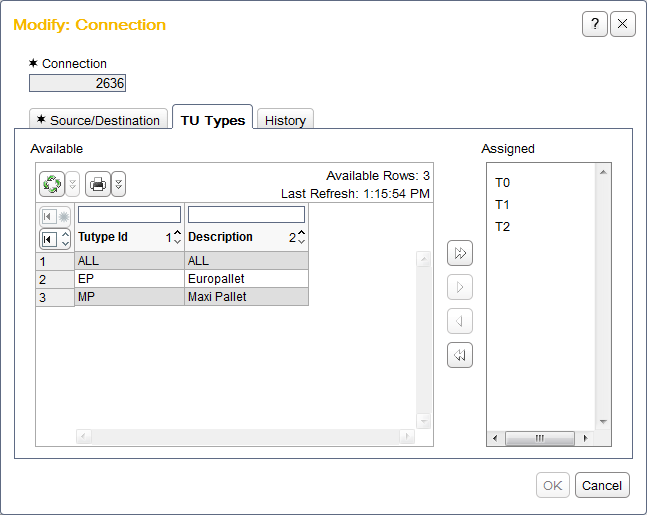 Modify: Connection
?
* Connection
2636
* Source/Destination TU Types History
Available
Assigned
Available Rows: 3
Last Refresh: 1:15:54 PM
Tutype Id 1 Description 2
1 ALL ALL
2 EP Europallet
3 MP Maxi Pallet
T0
T1
T2
OK Cancel